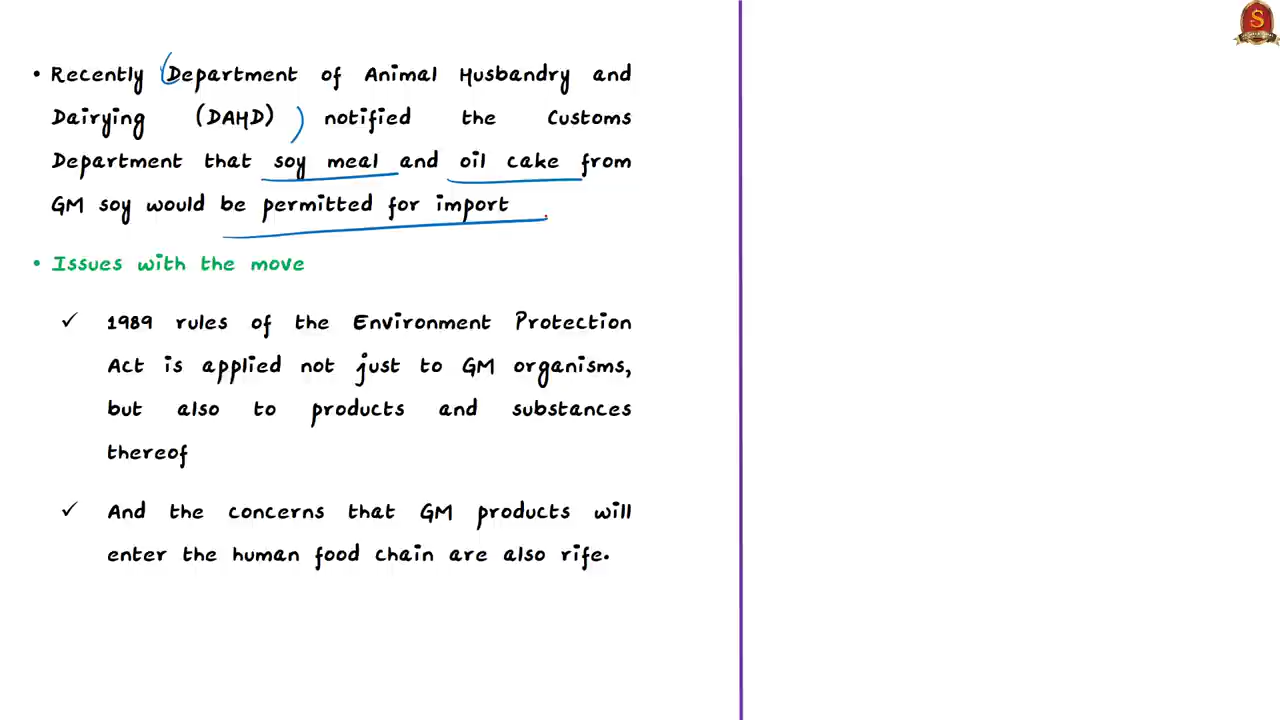 • Recently Department of Animal Husbandry and
Dairying (DAHD) notified the Customs
Department that soy meal and oil cake from
GM soy would be permitted for import
• Issues with the move
✓ 1989 rules of the Environment Protection
Act is applied not just to GM organisms,
but also to products and substances
thereof
✓ And the concerns that GM products will
enter the human food chain are also rife.
S